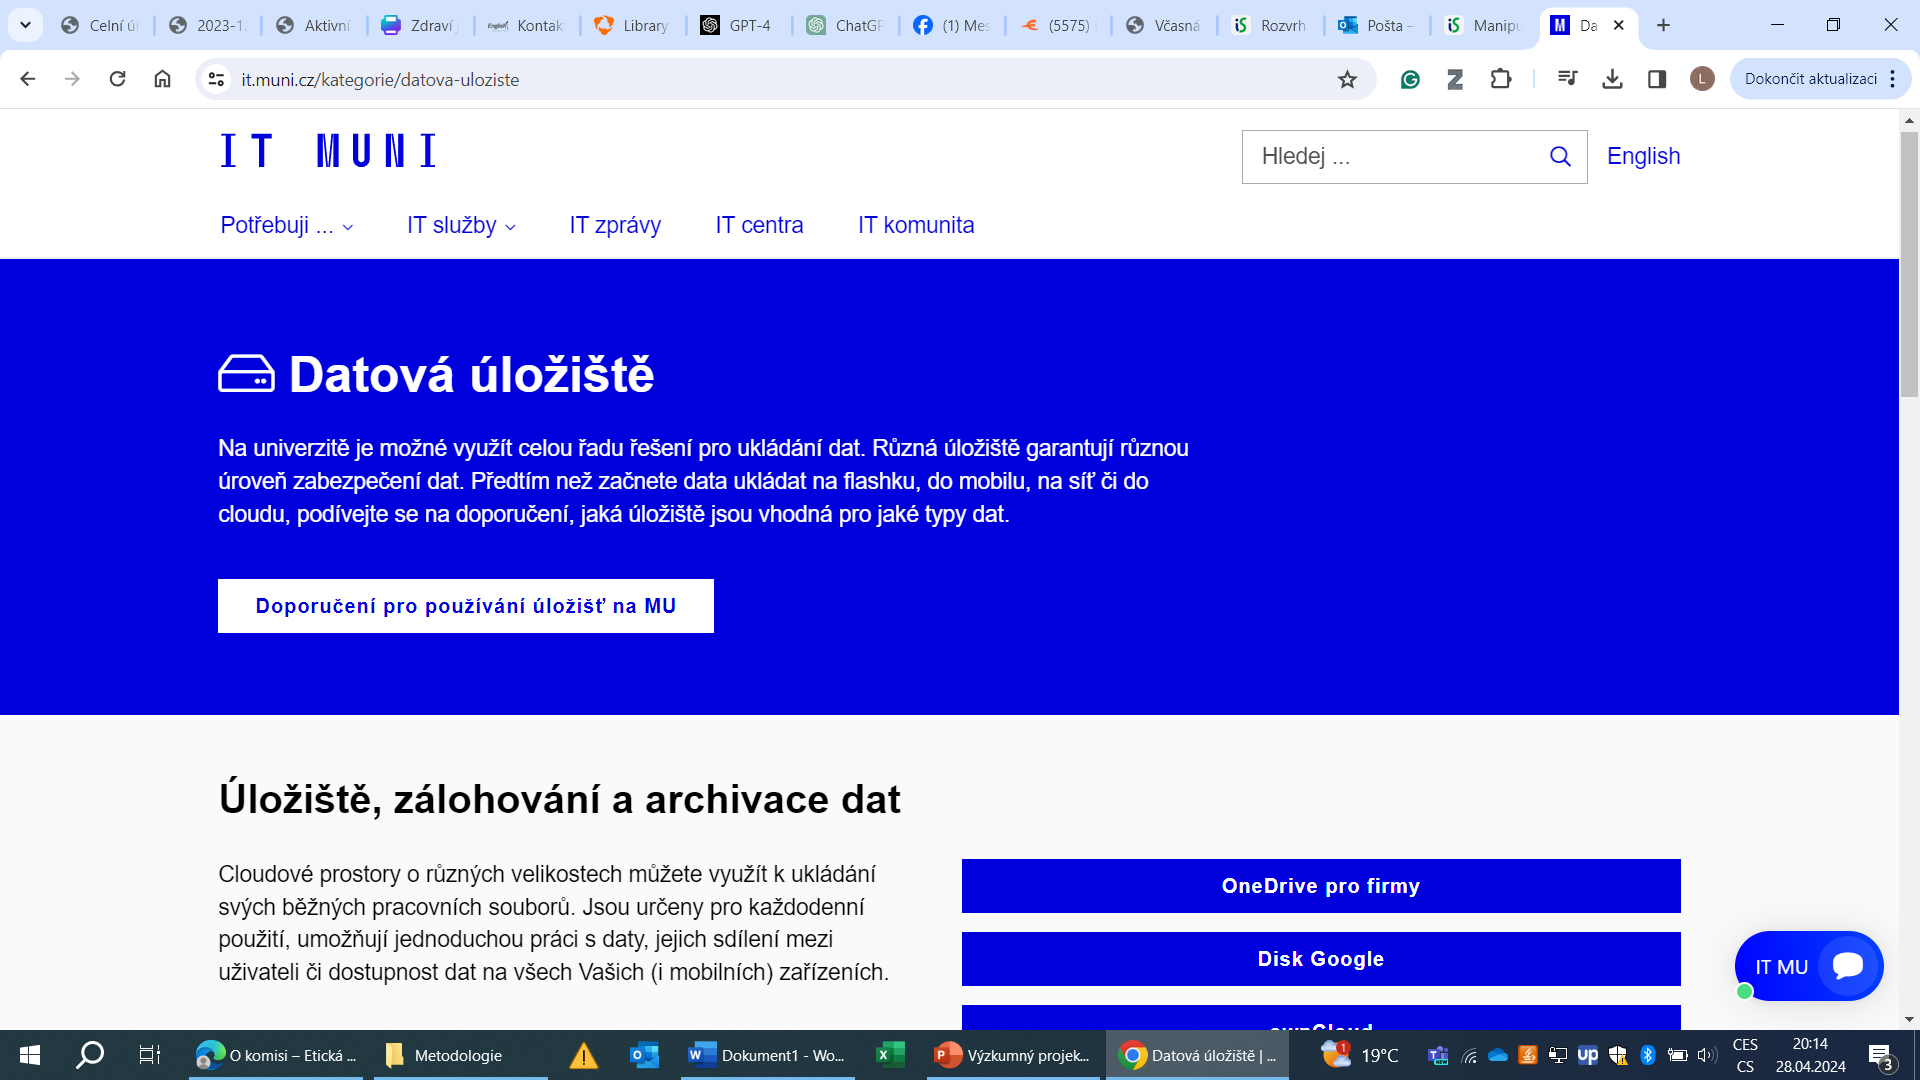 Celní úř
2023-1
Aktivní
Zdraví j
Kontak
Library
GPT-4
ChatGP
(1) Mes
(5575)
Včasná
Rozvrh
Pošta –
Manipu
Da
it.muni.cz/kategorie/datova-uloziste
L
Dokončit aktualizaci
IT MUNI
Hledej ...
English
Potřebuji ...
IT služby
IT zprávy
IT centra
IT komunita
Datová úložiště
Na univerzitě je možné využít celou řadu řešení pro ukládání dat. Různá úložiště garantují různou
úroveň zabezpečení dat. Předtím než začnete data ukládat na flashku, do mobilu, na síť či do
cloudu, podívejte se na doporučení, jaká úložiště jsou vhodná pro jaké typy dat.
Doporučení pro používání úložišť na MU
Úložiště, zálohování a archivace dat
Cloudové prostory o různých velikostech můžete využít k ukládání
svých běžných pracovních souborů. Jsou určeny pro každodenní
použití, umožňují jednoduchou práci s daty, jejich sdílení mezi
uživateli či dostupnost dat na všech Vašich (i mobilních) zařízeních.
OneDrive pro firmy
Disk Google
ownCloud
IT MU
O komisi – Etická ...
Metodologie
Dokument1 - Wo...
Výzkumný projek...
Datová úložiště | ...
1
19°C
up
CES
CS
20:14
28.04.2024
3